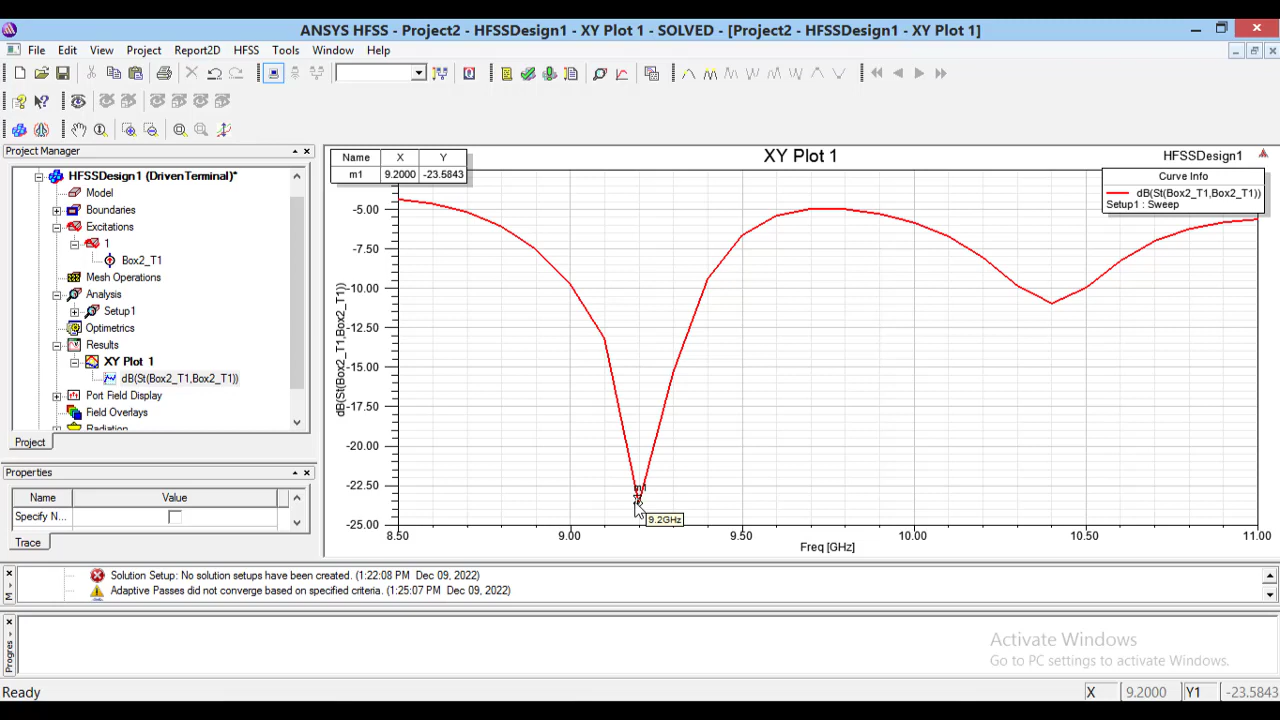 ANSYS HFSS - Project2 - HFSSDesign1 - XY Plot 1 - SOLVED - [Project2 - HFSSDesign1 - XY Plot 1]
File Edit View Project Report2D HFSS Tools Window Help
Project Manager
HFSSDesign1 (DrivenTerminal)*
Model
Boundaries
Excitations
1
Box2_T1
Mesh Operations
Analysis
Setup1
Optimetrics
Results
XY Plot 1
dB(St(Box2_T1,Box2_T1))
Port Field Display
Field Overlays
Radiation
Project
Properties
Name Value
Specify N...
Trace
Name X Y
m1 9.2000 -23.5843
XY Plot 1
HFSSDesign1
Curve Info
dB(St(Box2_T1,Box2_T1))
Setup1 : Sweep
dB(St(Box2_T1,Box2_T1))
-5.00
-7.50
-10.00
-12.50
-15.00
-17.50
-20.00
-22.50
-25.00
m1
9.2GHz
8.50 9.00 9.50 10.00 10.50 11.00
Freq [GHz]
Solution Setup: No solution setups have been created. (1:22:08 PM Dec 09, 2022)
Adaptive Passes did not converge based on specified criteria. (1:25:07 PM Dec 09, 2022)
M
Progres
Activate Windows
Go to PC settings to activate Windows.
Ready
X 9.2000 Y1 -23.5843